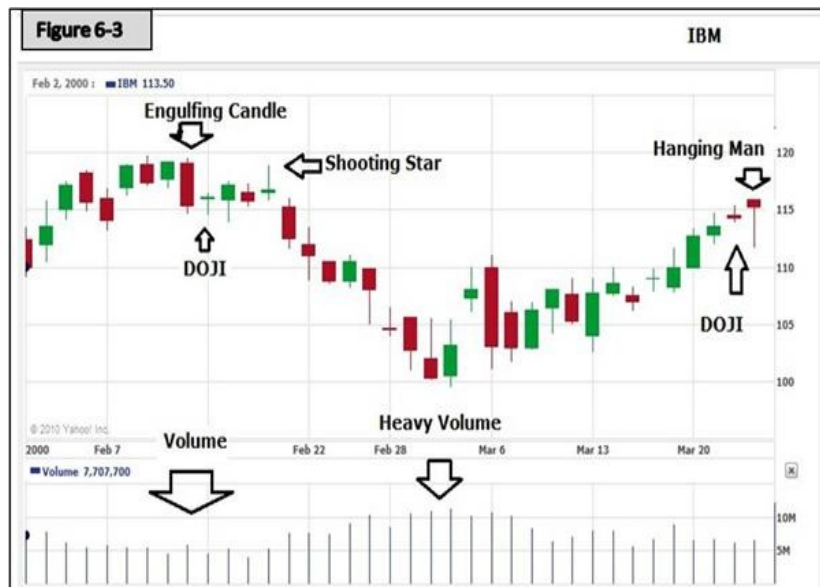 Figure 6-3
IBM
Feb 2, 2000 : IBM 113.50
Engulfing Candle
Shooting Star
Hanging Man
120
115
DOJI
110
DOJI
105
100
© 2010 Yahoo! Inc.
Volume
Heavy Volume
2000 Feb 7 Feb 22 Feb 28 Mar 6 Mar 13 Mar 20
Volume 7,707,700
10M
5M